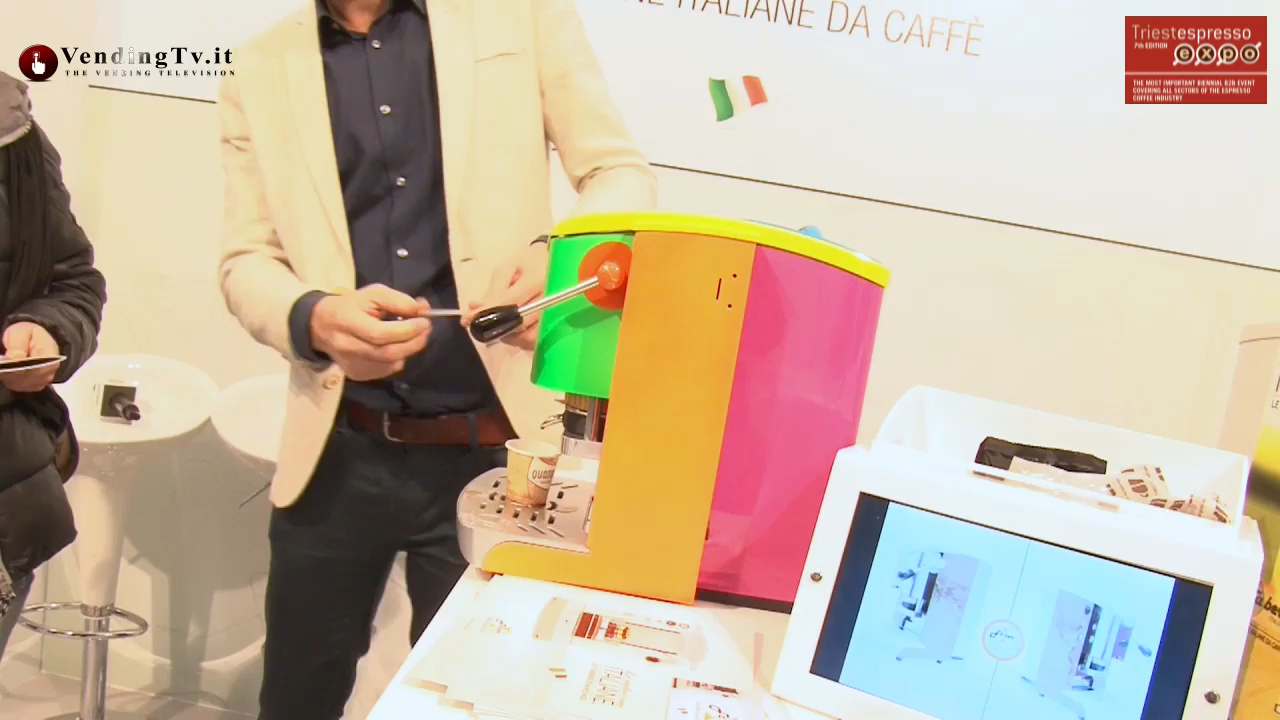 VendingTv.it
THE VENDING TELEVISION
NE ITALIANE DA CAFFÈ
Triestespresso
7th EDITION
expo
THE MOST IMPORTANT BIENNIAL B2B EVENT
COVERING ALL SECTORS OF THE ESPRESSO
COFFEE INDUSTRY
ITALIANE